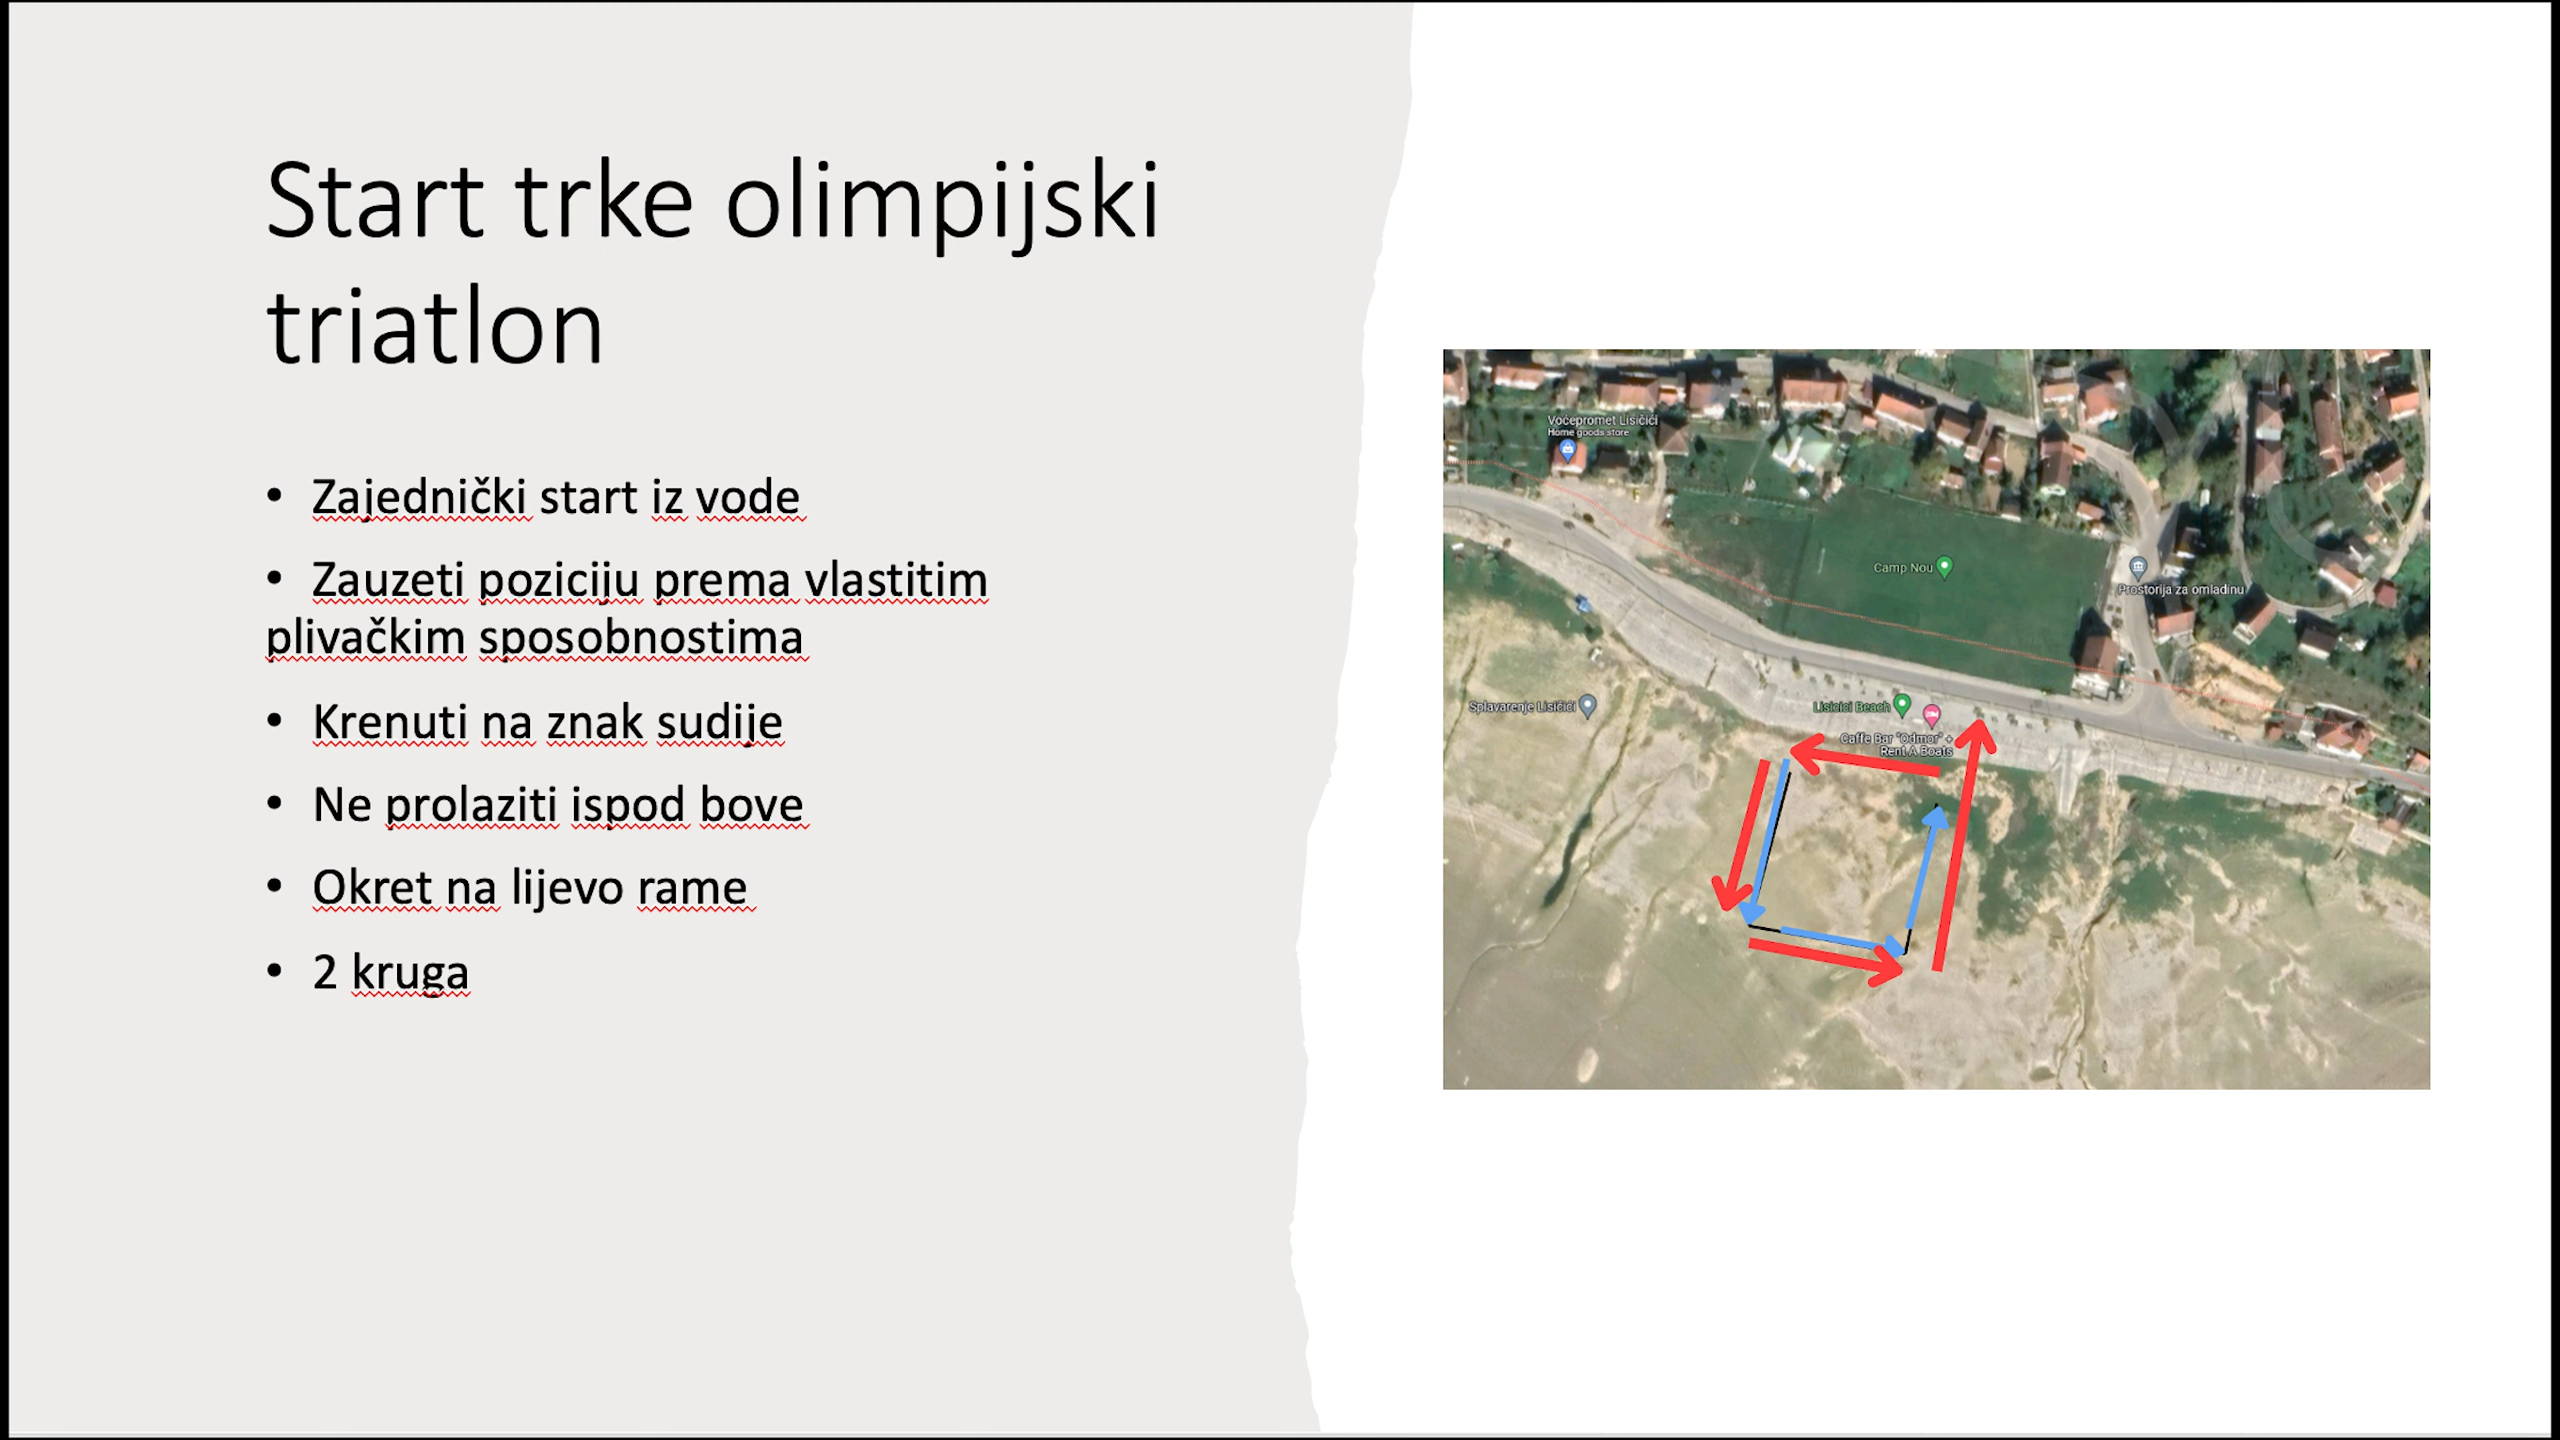 Start trke olimpijski
triatlon
• Zajednički start iz vode
• Zauzeti poziciju prema vlastitim
plivačkim sposobnostima
• Krenuti na znak sudije
• Ne prolaziti ispod bove
• Okret na lijevo rame
• 2 kruga
Voćepromet Lisičići
Home goods store
Camp Nou
Prostorija za omladinu
Splavarenje Lisičići
Lisicici Beach
Caffe Bar "Odmor" +
Rent A Boats